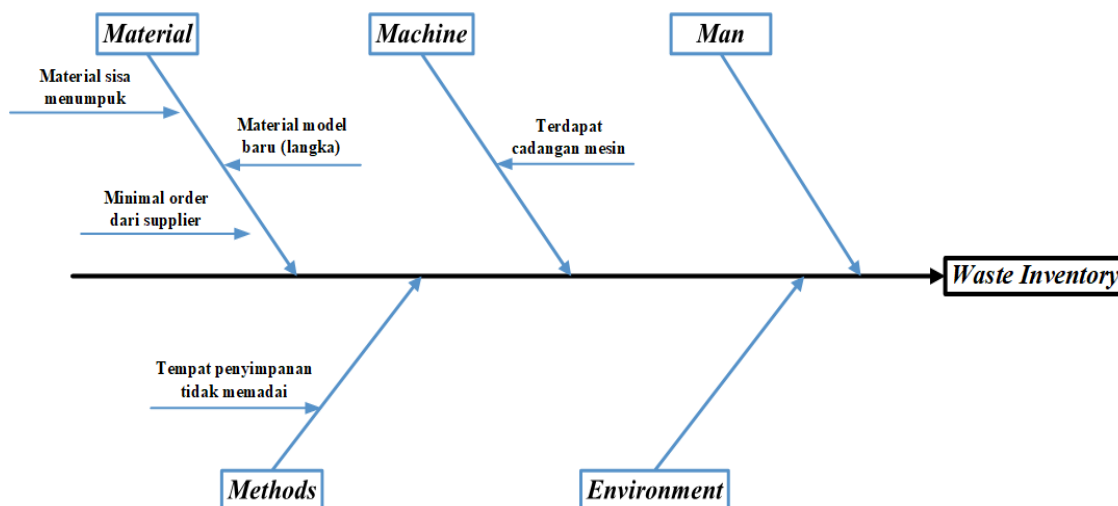 Material
Machine
Man
Material sisa
menumpuk
Material model
baru (langka)
Terdapat
cadangan mesin
Minimal order
dari supplier
Waste Inventory
Tempat penyimpanan
tidak memadai
Methods
Environment